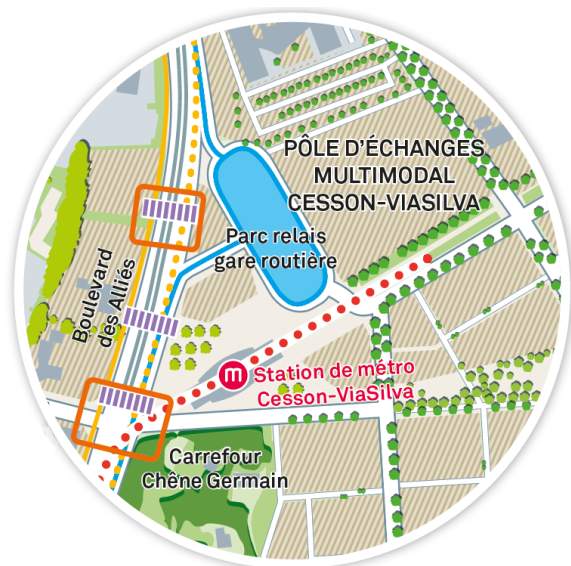 PÔLE D'ÉCHANGES
MULTIMODAL
CESSON-VIASILVA
Parc relais
gare routière
Boulevard
des Alliés
m Station de métro
Cesson-ViaSilva
Carrefour
Chêne Germain